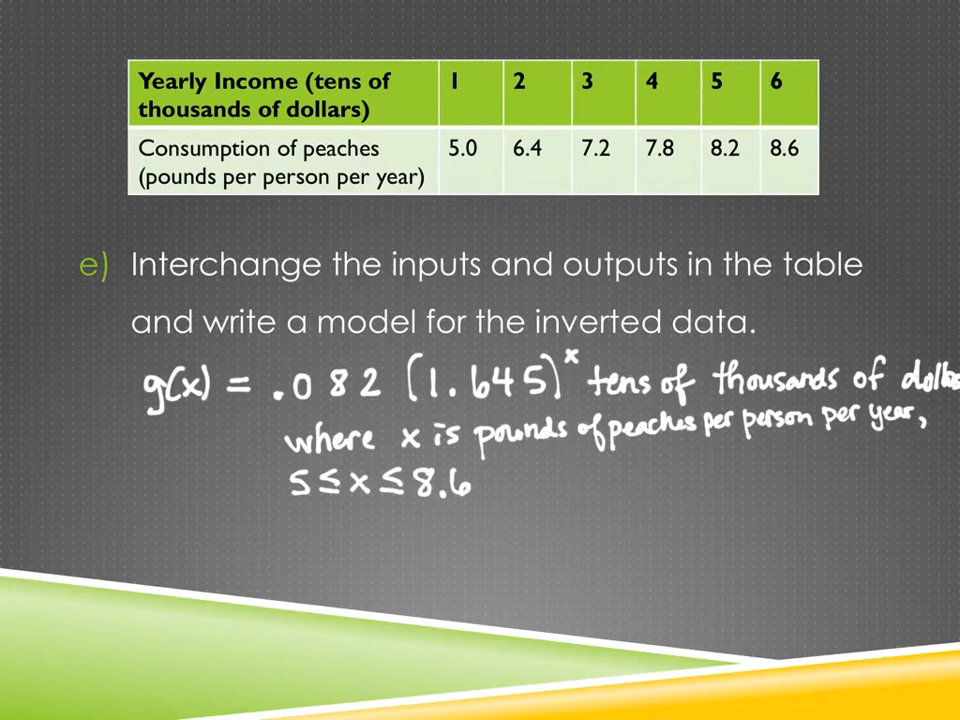 Yearly Income (tens of 1 2 3 4 5 6
thousands of dollars)
Consumption of peaches 5.0 6.4 7.2 7.8 8.2 8.6
(pounds per person per year)
e) Interchange the inputs and outputs in the table
and write a model for the inverted data.
g(x) = .082 (1.645)^x tens of thousands of
where x is pounds of peaches per person per year,
5 ≤ x ≤ 8.6